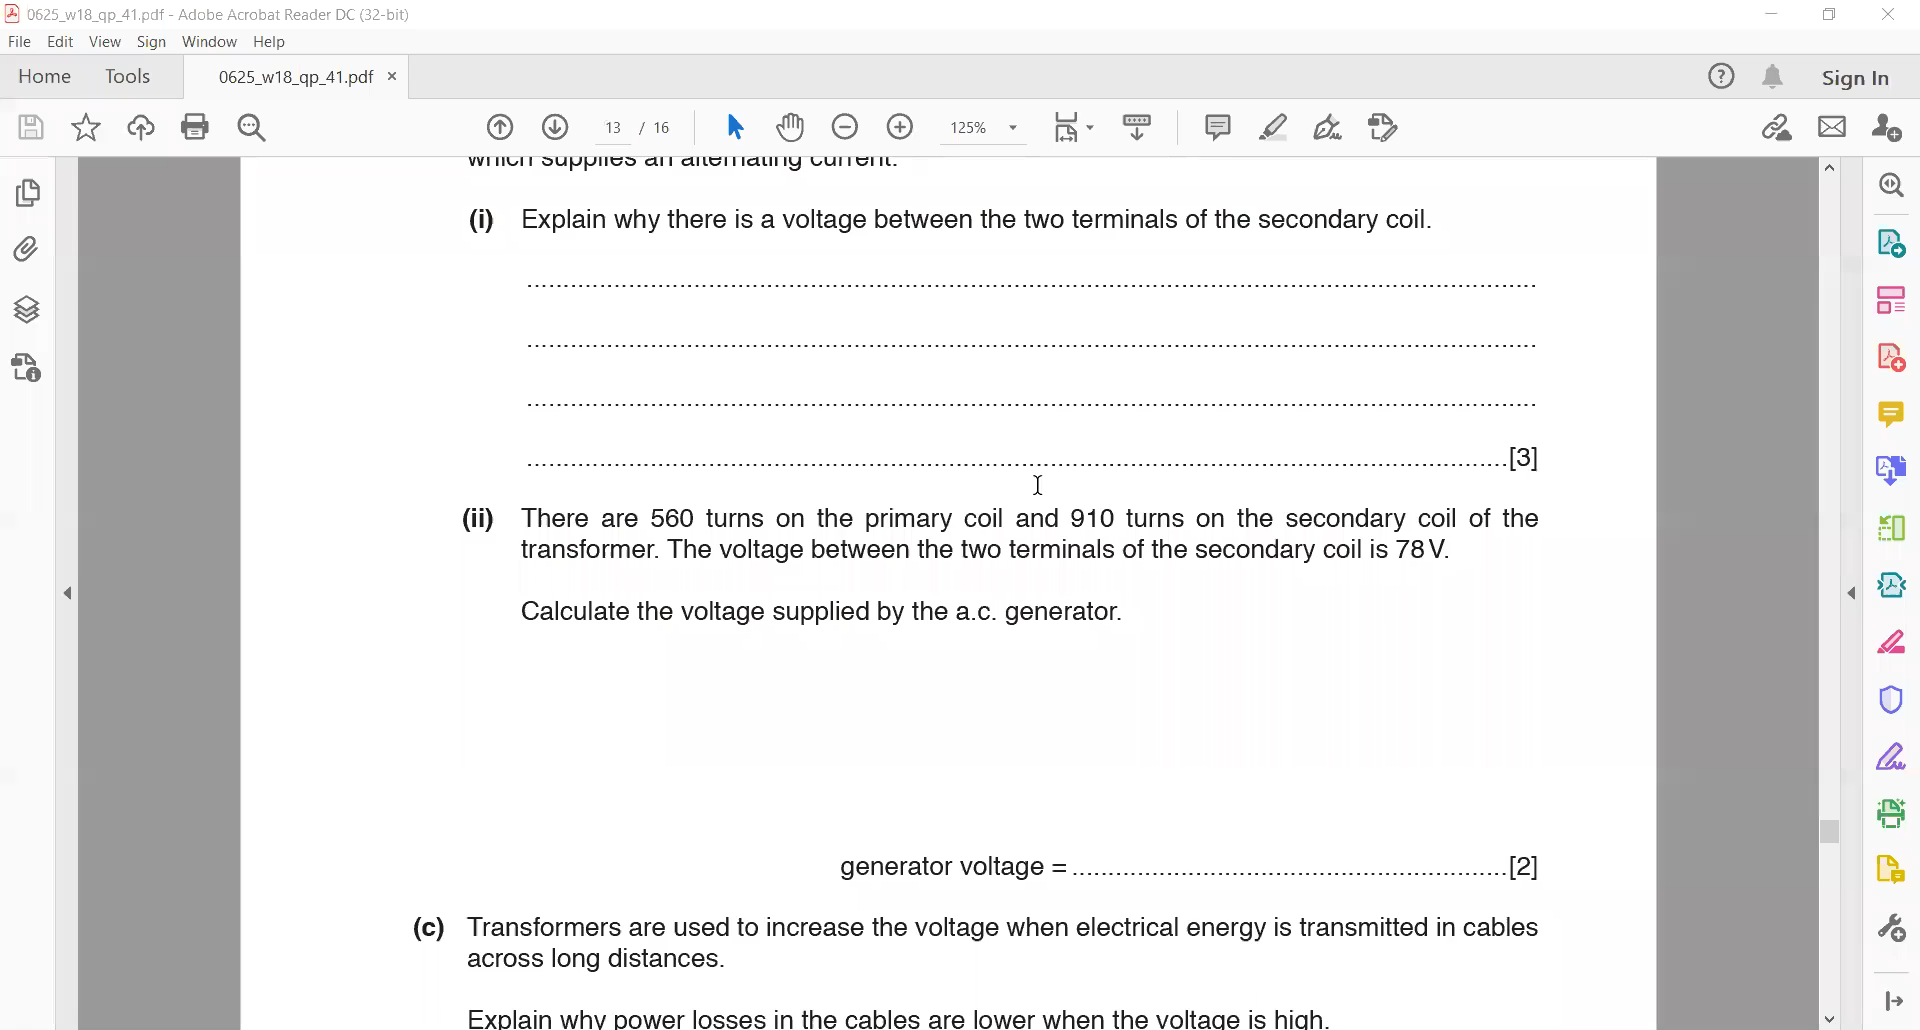 0625_w18_qp_41.pdf - Adobe Acrobat Reader DC (32-bit)
File Edit View Sign Window Help
Home Tools 0625_w18_qp_41.pdf × Sign In
13 / 16 125%
which supplies an alternating current.
(i) Explain why there is a voltage between the two terminals of the secondary coil.
..........................................................................................................................................
..........................................................................................................................................
..........................................................................................................................................
......................................................................................................................................[3]
(ii) There are 560 turns on the primary coil and 910 turns on the secondary coil of the
transformer. The voltage between the two terminals of the secondary coil is 78 V.
Calculate the voltage supplied by the a.c. generator.
generator voltage = ...........................................................[2]
(c) Transformers are used to increase the voltage when electrical energy is transmitted in cables
across long distances.
Explain why power losses in the cables are lower when the voltage is high.